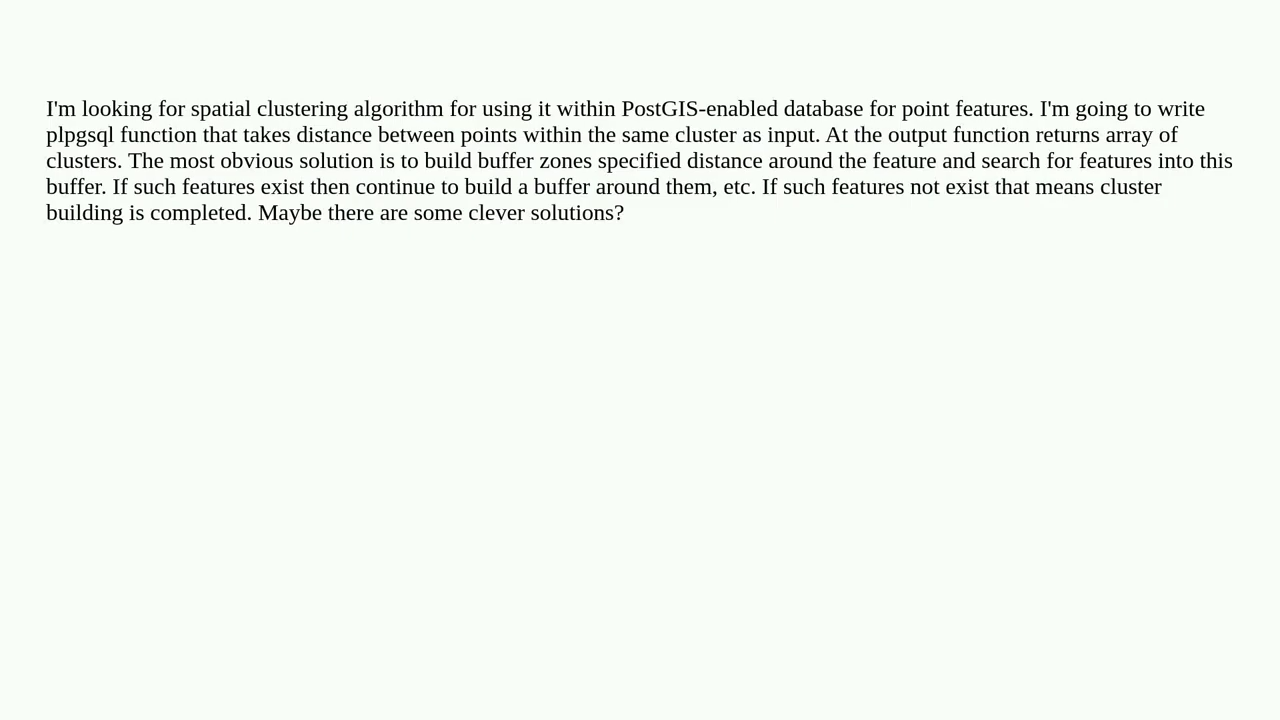 I'm looking for spatial clustering algorithm for using it within PostGIS-enabled database for point features. I'm going to write
plpgsql function that takes distance between points within the same cluster as input. At the output function returns array of
clusters. The most obvious solution is to build buffer zones specified distance around the feature and search for features into this
buffer. If such features exist then continue to build a buffer around them, etc. If such features not exist that means cluster
building is completed. Maybe there are some clever solutions?